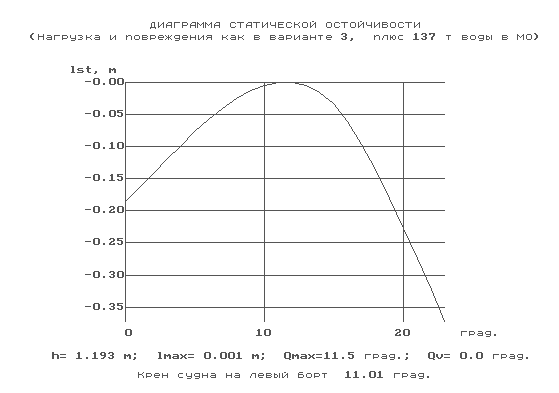 ДИАГРАММА СТАТИЧЕСКОЙ ОСТОЙЧИВОСТИ
(Нагрузка и повреждения как в варианте 3, плюс 137 т воды в МО)
lst, м
-0.00
-0.05
-0.10
-0.15
-0.20
-0.25
-0.30
-0.35
0 10 20 град.
h= 1.193 м; lmax= 0.001 м; Qmax=11.5 град.; Qv= 0.0 град.
Крен судна на левый борт 11.01 град.